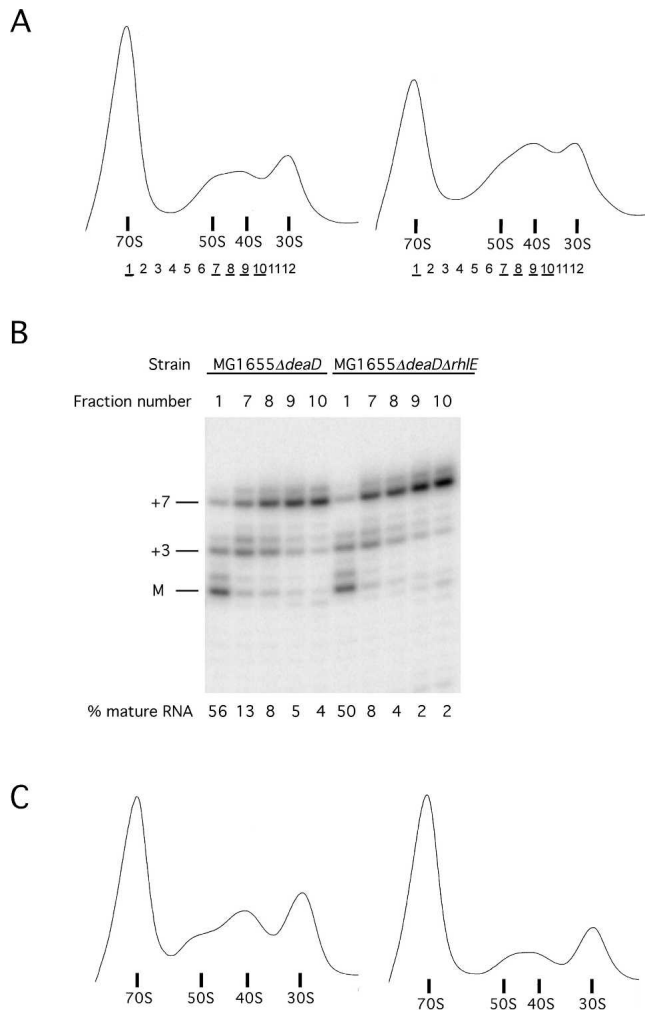 A
70S 50S 40S 30S 70S 50S 40S 30S
1 2 3 4 5 6 7 8 9 10 11 12 1 2 3 4 5 6 7 8 9 10 11 12
B
Strain MG1655ΔdeaD MG1655ΔdeaDΔrhlE
Fraction number 1 7 8 9 10 1 7 8 9 10
+7
+3
M
% mature RNA 56 13 8 5 4 50 8 4 2 2
C
70S 50S 40S 30S 70S 50S 40S 30S